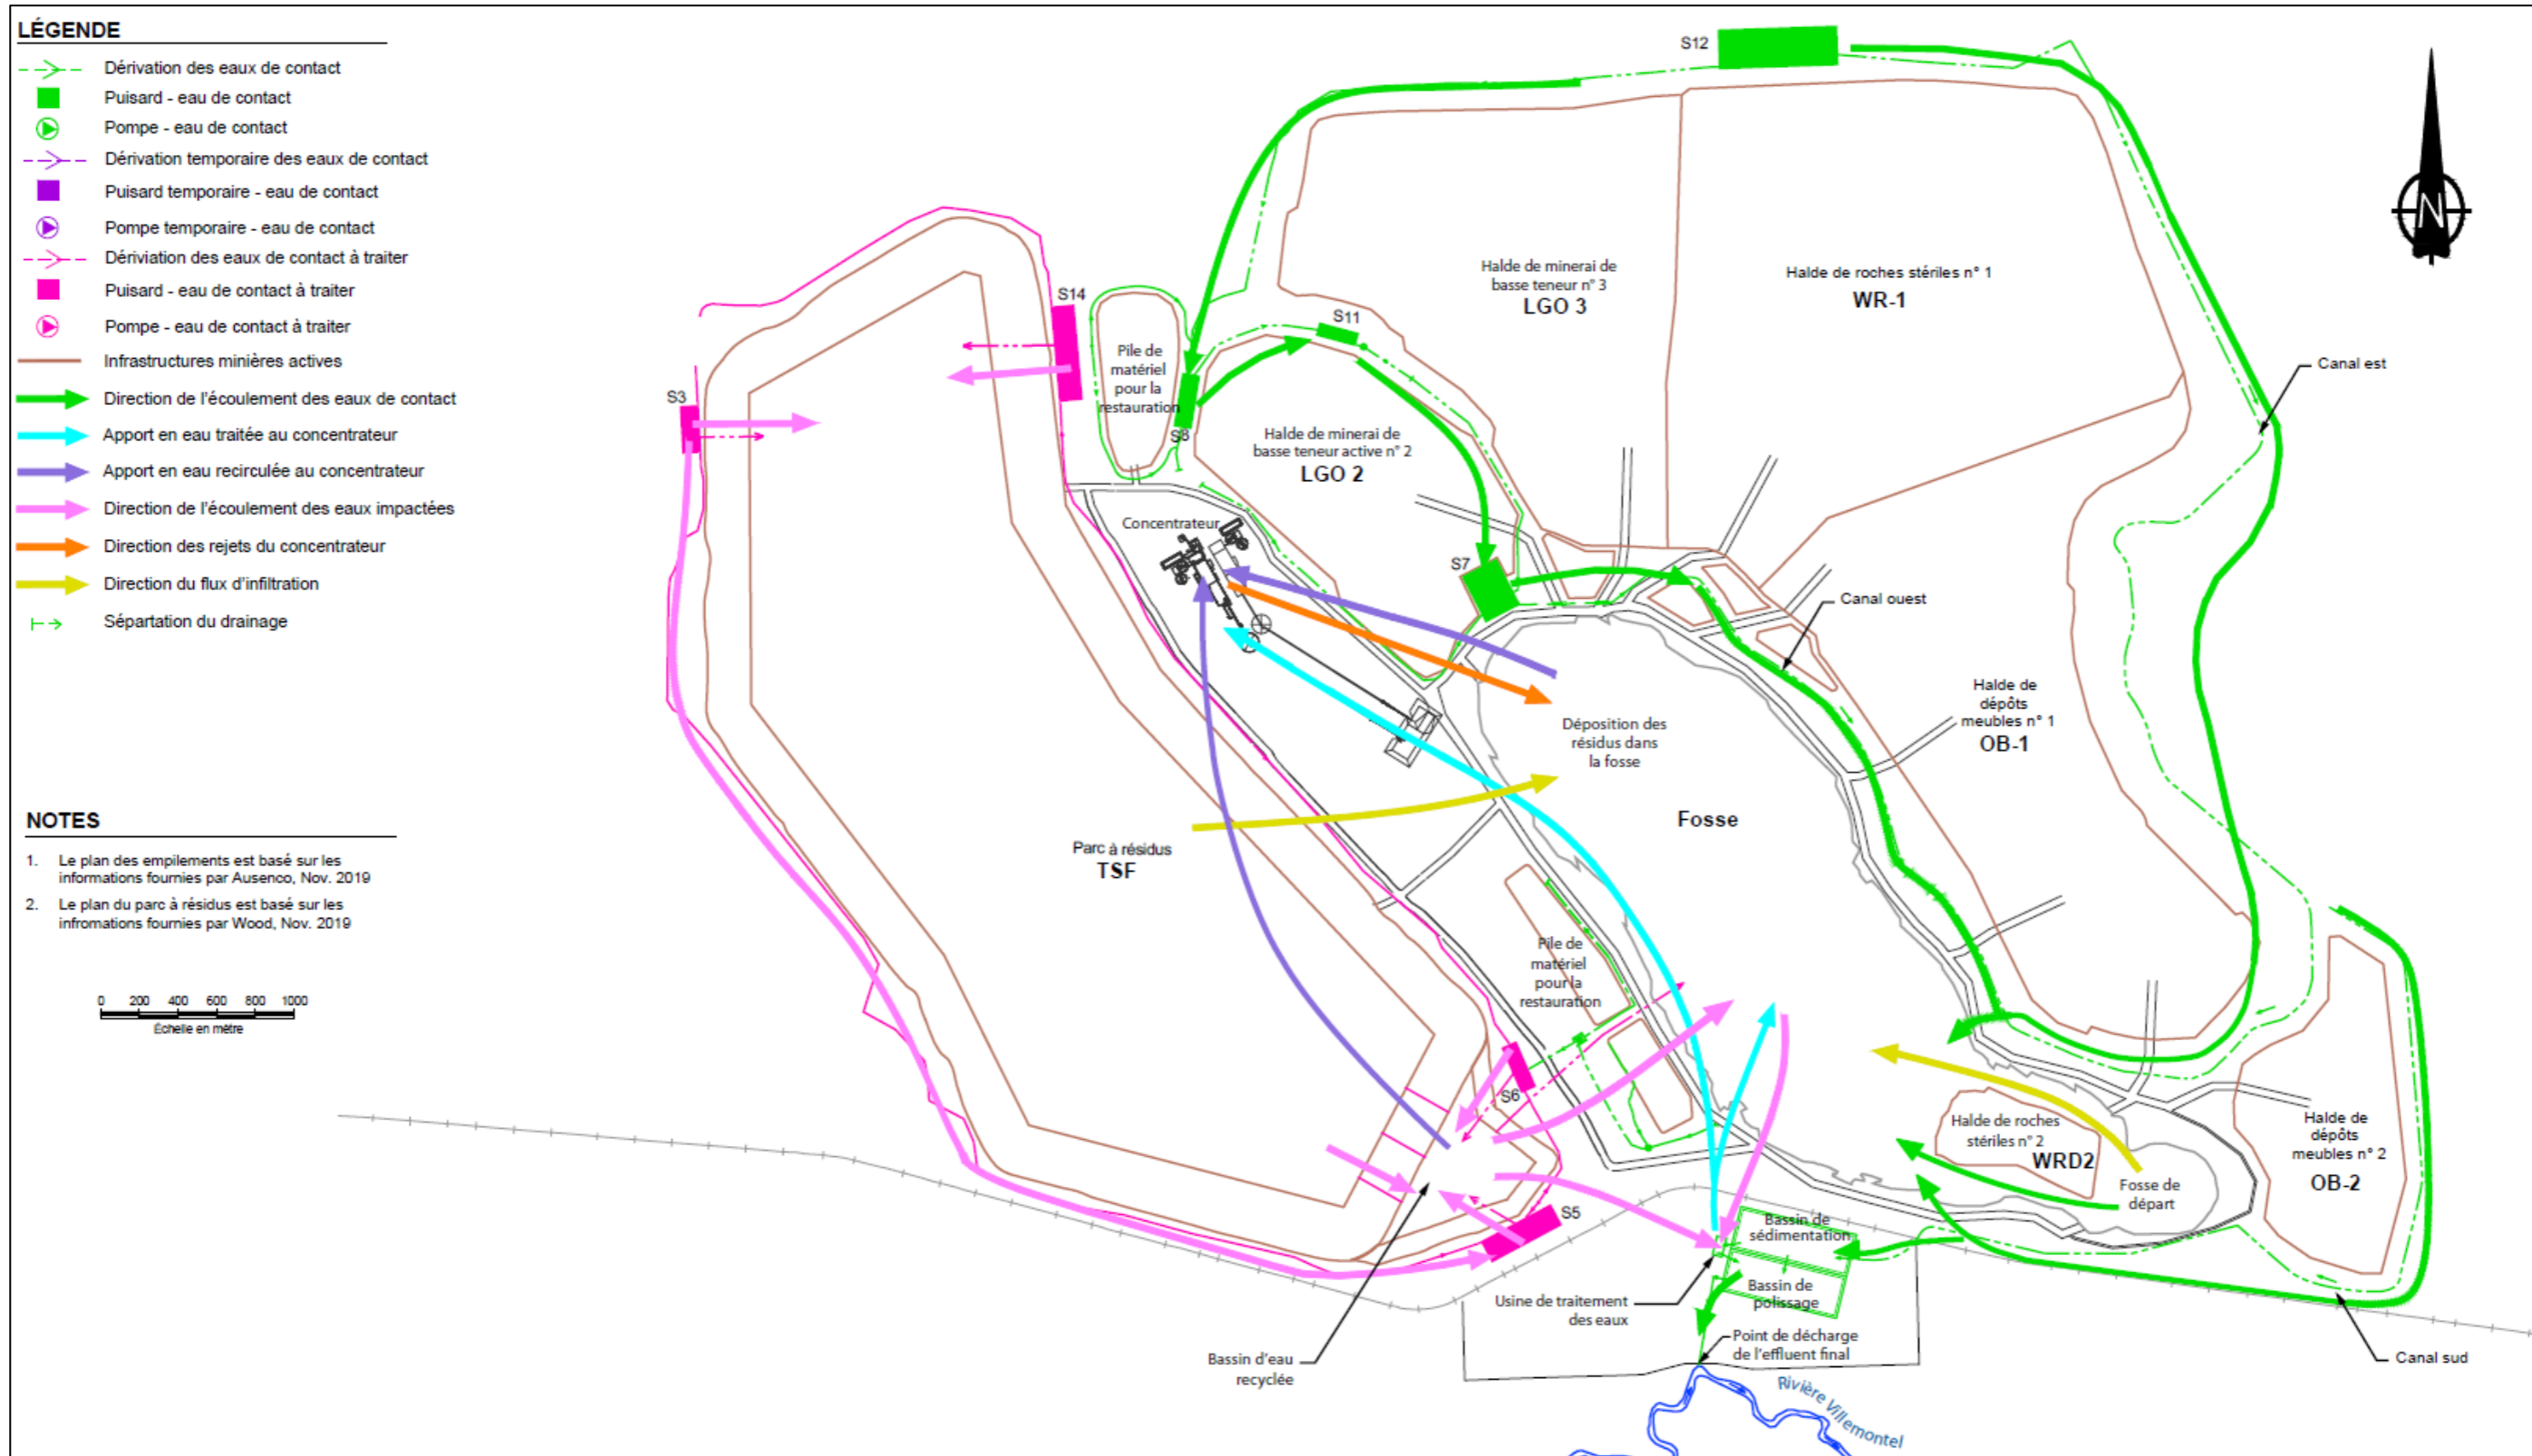 LÉGENDE
Dérivation des eaux de contact
Puisard - eau de contact
Pompe - eau de contact
Dérivation temporaire des eaux de contact
Puisard temporaire - eau de contact
Pompe temporaire - eau de contact
Dériviation des eaux de contact à traiter
Puisard - eau de contact à traiter
Pompe - eau de contact à traiter
Infrastructures minières actives
Direction de l'écoulement des eaux de contact
Apport en eau traitée au concentrateur
Apport en eau recirculée au concentrateur
Direction de l'écoulement des eaux impactées
Direction des rejets du concentrateur
Direction du flux d'infiltration
Sépartation du drainage
NOTES
1. Le plan des empilements est basé sur les
informations fournies par Ausenco, Nov. 2019
2. Le plan du parc à résidus est basé sur les
infromations fournies par Wood, Nov. 2019
0 200 400 600 800 1000
Échelle en mètre
S12
N
Halde de minerai de
basse teneur n° 3
LGO 3
Halde de roches stériles n° 1
WR-1
S14
S11
Pile de
matériel
pour la
restauration
S3
S8
Canal est
Halde de minerai de
basse teneur active n° 2
LGO 2
Concentrateur
S7
Canal ouest
Halde de
dépôts
meubles n° 1
OB-1
Déposition des
résidus dans
la fosse
Fosse
Parc à résidus
TSF
Pile de
matériel
pour la
restauration
S6
Halde de roches
stériles n° 2
WRD2
Halde de
dépôts
meubles n° 2
OB-2
Fosse de
départ
S5
Bassin de
sédimentation
Bassin de
polissage
Usine de traitement
des eaux
Point de décharge
de l'effluent final
Bassin d'eau
recyclée
Canal sud
Rivière Villemontel